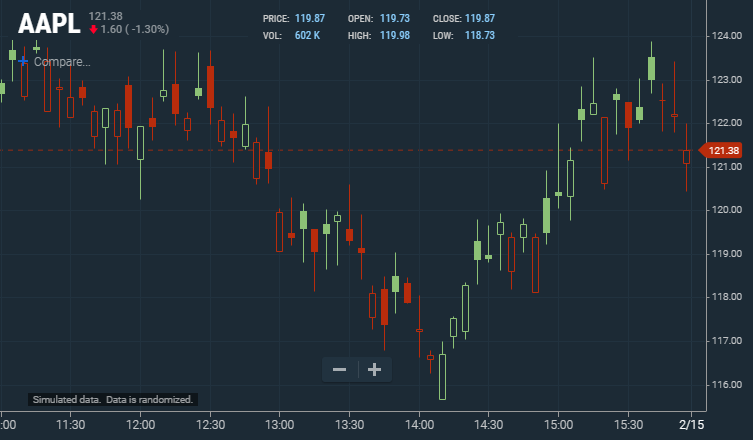 AAPL 121.38
1.60 ( -1.30%)
PRICE: 119.87 OPEN: 119.73 CLOSE: 119.87
VOL: 602 K HIGH: 119.98 LOW: 118.73
+ Compare...
124.00
123.00
122.00
121.38
121.00
120.00
119.00
118.00
117.00
116.00
− +
Simulated data. Data is randomized.
:00 11:30 12:00 12:30 13:00 13:30 14:00 14:30 15:00 15:30 2/15